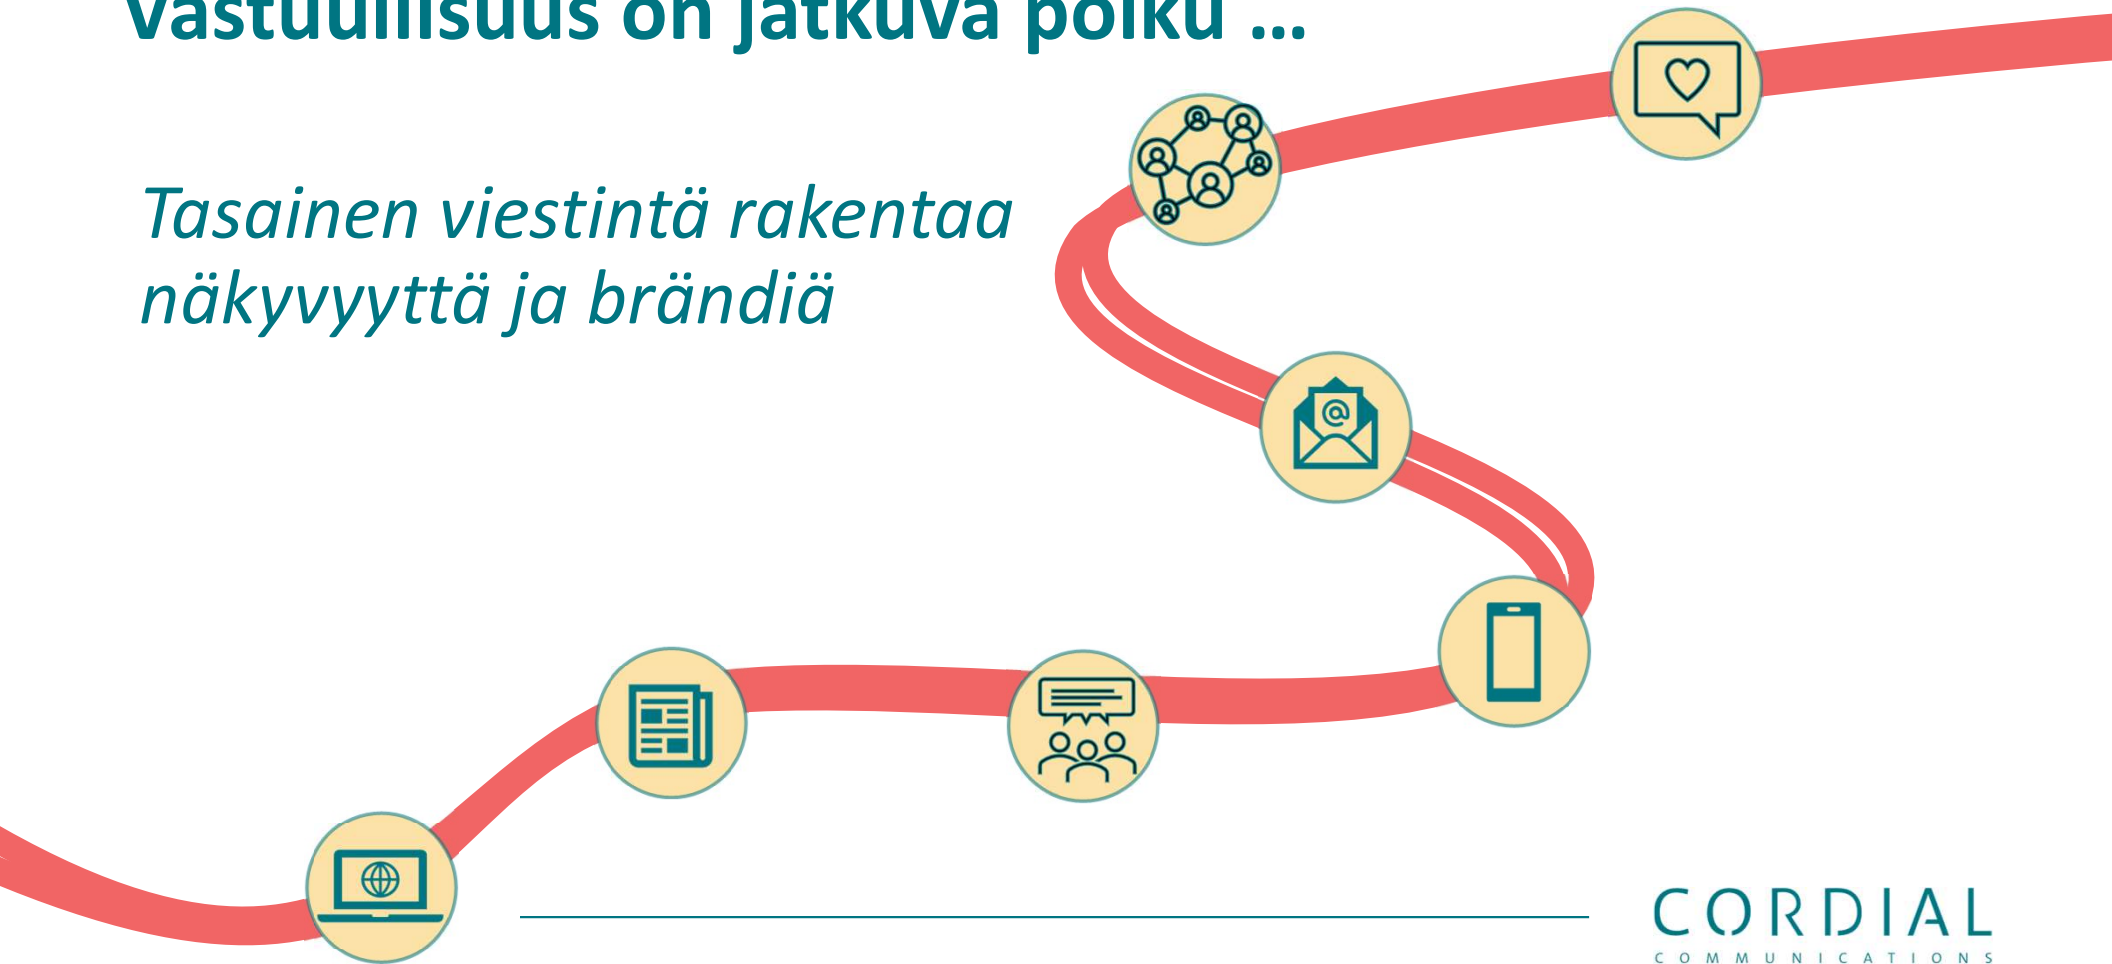 Vastuullisuus on jatkuva polku ...
Tasainen viestintä rakentaa
näkyvyyttä ja brändiä
@
CORDIAL
COMMUNICATIONS